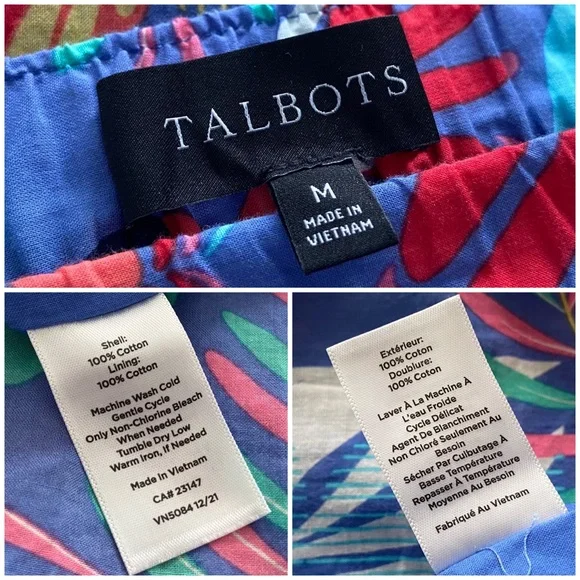 TALBOTS
M
MADE IN
VIETNAM
Shell:
100% Cotton
Lining:
100% Cotton
Machine Wash Cold
Gentle Cycle
Only Non-Chlorine Bleach
When Needed
Tumble Dry Low
Warm Iron, If Needed
Made in Vietnam
CA# 23147
VN5084 12/21
Extérieur:
100% Coton
Doublure:
100% Coton
Laver À La Machine À
L'eau Froide
Cycle Délicat
Agent De Blanchiment
Non Chloré Seulement Au
Besoin
Sécher Par Culbutage À
Basse Température
Repasser À Température
Moyenne Au Besoin
Fabriqué Au Vietnam